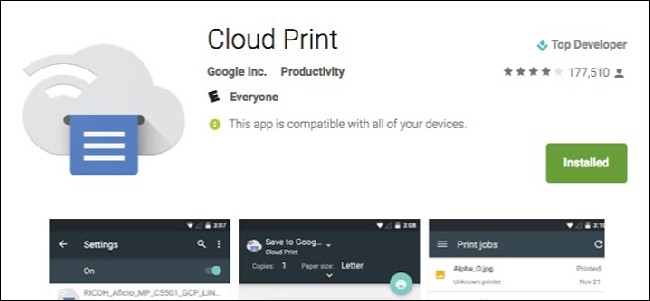 Cloud Print
Top Developer
Google Inc. Productivity
177,510
E Everyone
This app is compatible with all of your devices.
Installed
3:57
Settings
On
RICOH_Aficio_MP_C5501_GCP_LIN...
3:58
Save to Goog...
Cloud Print
Copies: 1 Paper size: Letter
3:10
Print jobs
Alpha_0.jpg Printed
Unknown printer Nov 21